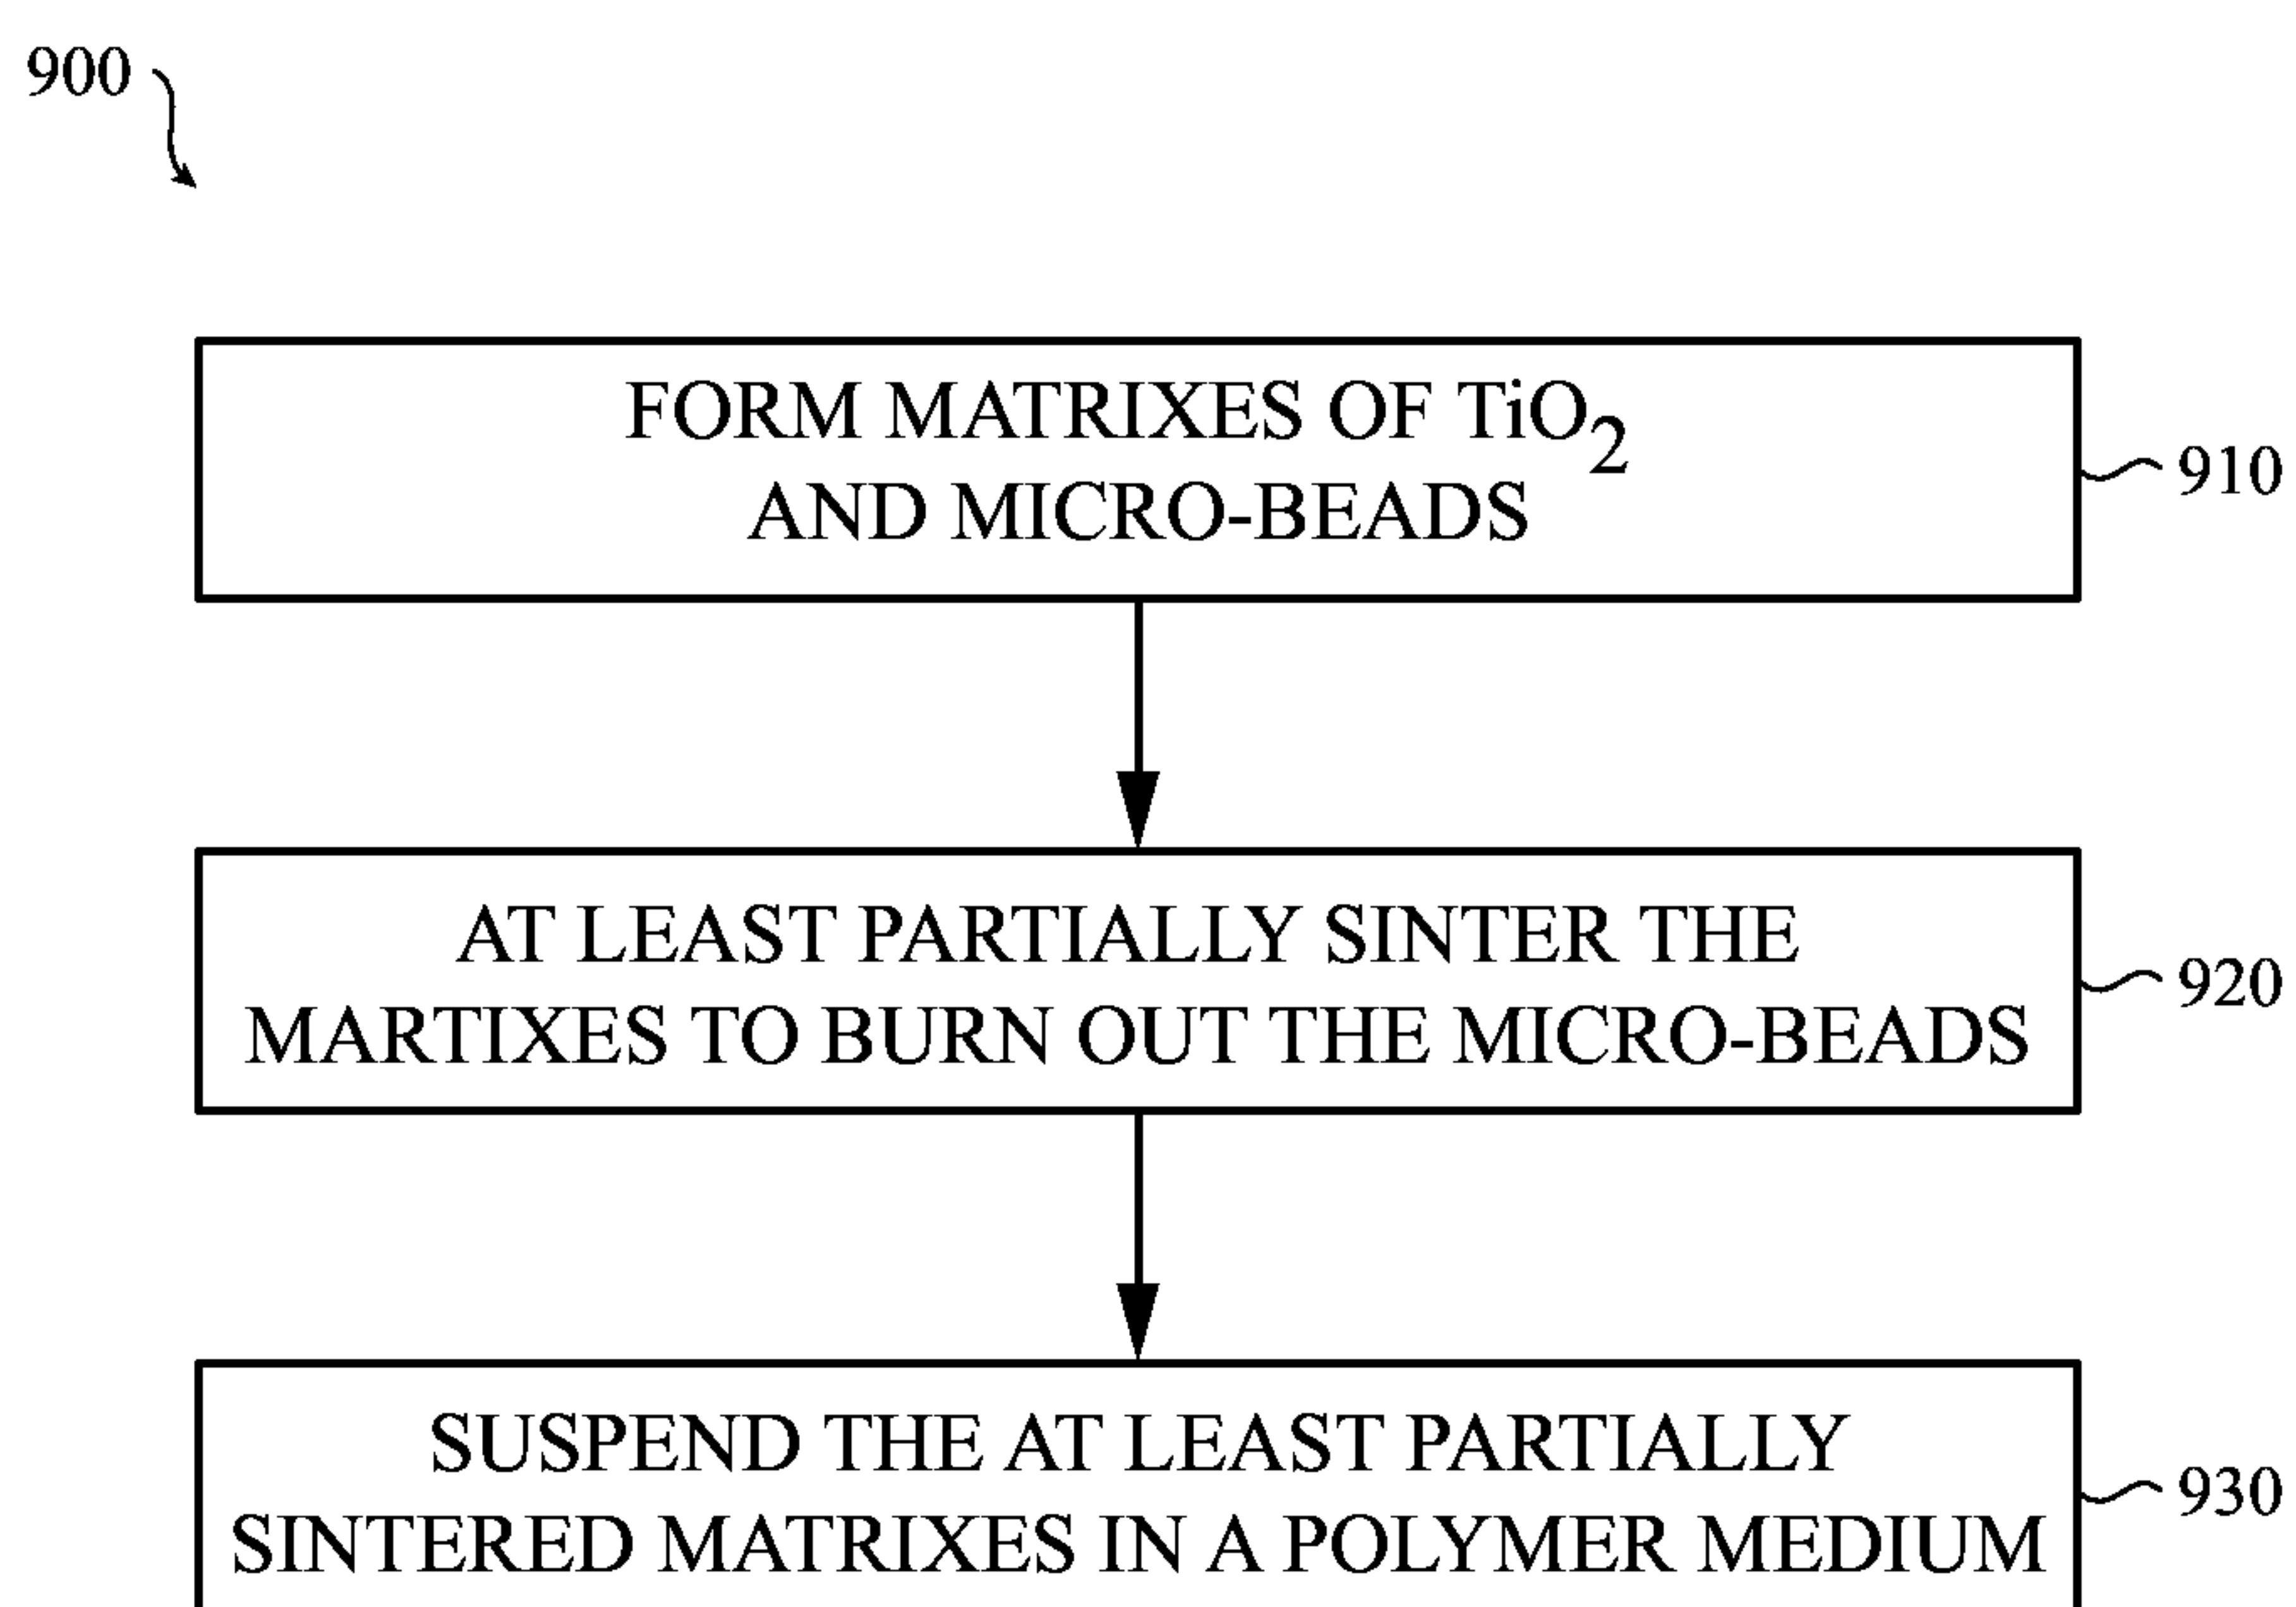 900
FORM MATRIXES OF TiO₂
AND MICRO-BEADS
910
AT LEAST PARTIALLY SINTER THE
MARTIXES TO BURN OUT THE MICRO-BEADS
920
SUSPEND THE AT LEAST PARTIALLY
SINTERED MATRIXES IN A POLYMER MEDIUM
930